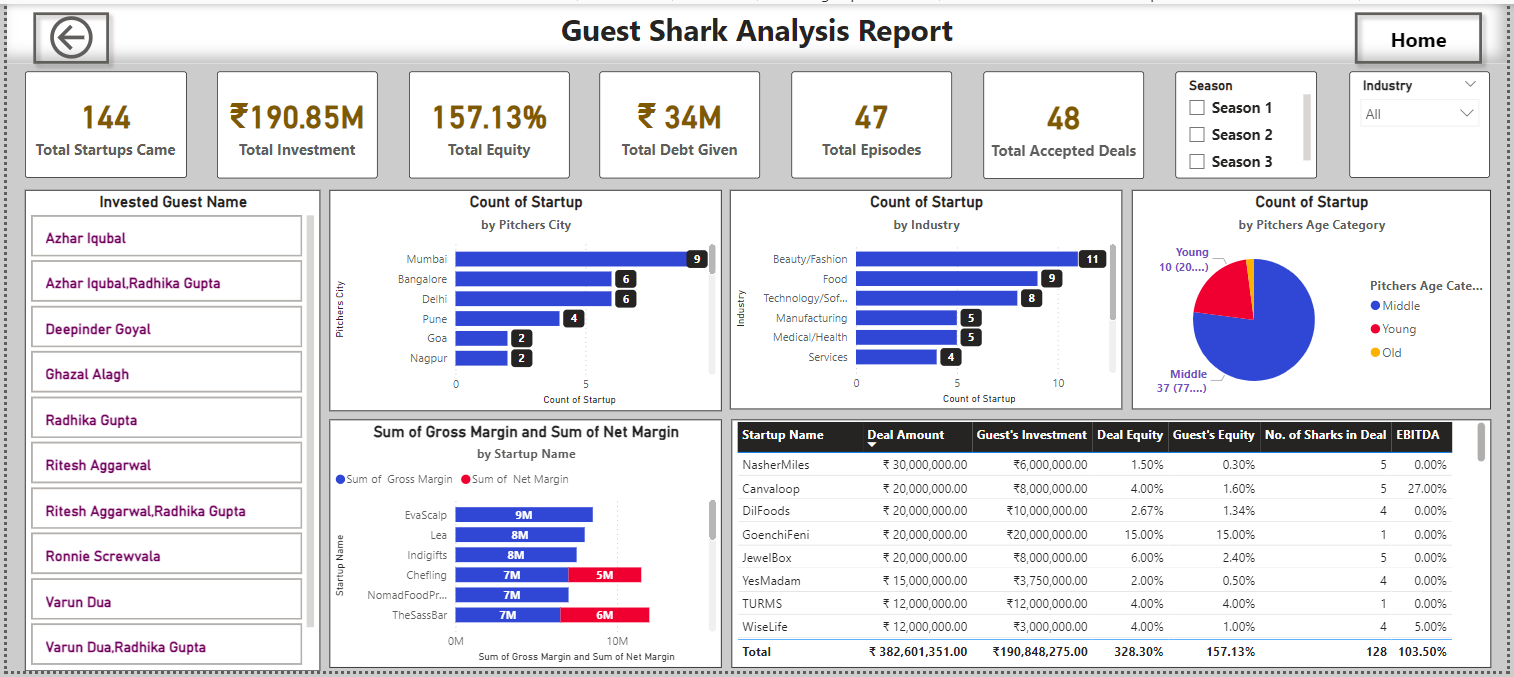 Guest Shark Analysis Report
Home
144
Total Startups Came
₹190.85M
Total Investment
157.13%
Total Equity
₹ 34M
Total Debt Given
47
Total Episodes
48
Total Accepted Deals
Season
Season 1
Season 2
Season 3
Industry
All
Invested Guest Name
Azhar Iqubal
Azhar Iqubal,Radhika Gupta
Deepinder Goyal
Ghazal Alagh
Radhika Gupta
Ritesh Aggarwal
Ritesh Aggarwal,Radhika Gupta
Ronnie Screwvala
Varun Dua
Varun Dua,Radhika Gupta
Count of Startup
by Pitchers City
Pitchers City
Mumbai 9
Bangalore 6
Delhi 6
Pune 4
Goa 2
Nagpur 2
0 5
Count of Startup
Count of Startup
by Industry
Industry
Beauty/Fashion 11
Food 9
Technology/Sof... 8
Manufacturing 5
Medical/Health 5
Services 4
0 5 10
Count of Startup
Count of Startup
by Pitchers Age Category
Young
10 (20....)
Middle
37 (77....)
Pitchers Age Cate...
Middle
Young
Old
Sum of Gross Margin and Sum of Net Margin
by Startup Name
Sum of Gross Margin Sum of Net Margin
Startup Name
EvaScalp 9M
Lea 8M
Indigifts 8M
Chefling 7M 5M
NomadFoodPr... 7M
TheSassBar 7M 6M
0M 10M
Sum of Gross Margin and Sum of Net Margin
Startup Name Deal Amount Guest's Investment Deal Equity Guest's Equity No. of Sharks in Deal EBITDA
NasherMiles ₹ 30,000,000.00 ₹6,000,000.00 1.50% 0.30% 5 0.00%
Canvaloop ₹ 20,000,000.00 ₹8,000,000.00 4.00% 1.60% 5 27.00%
DilFoods ₹ 20,000,000.00 ₹10,000,000.00 2.67% 1.34% 4 0.00%
GoenchiFeni ₹ 20,000,000.00 ₹20,000,000.00 15.00% 15.00% 1 0.00%
JewelBox ₹ 20,000,000.00 ₹8,000,000.00 6.00% 2.40% 5 0.00%
YesMadam ₹ 15,000,000.00 ₹3,750,000.00 2.00% 0.50% 4 0.00%
TURMS ₹ 12,000,000.00 ₹12,000,000.00 4.00% 4.00% 1 0.00%
WiseLife ₹ 12,000,000.00 ₹3,000,000.00 4.00% 1.00% 4 5.00%
Total ₹ 382,601,351.00 ₹190,848,275.00 328.30% 157.13% 128 103.50%